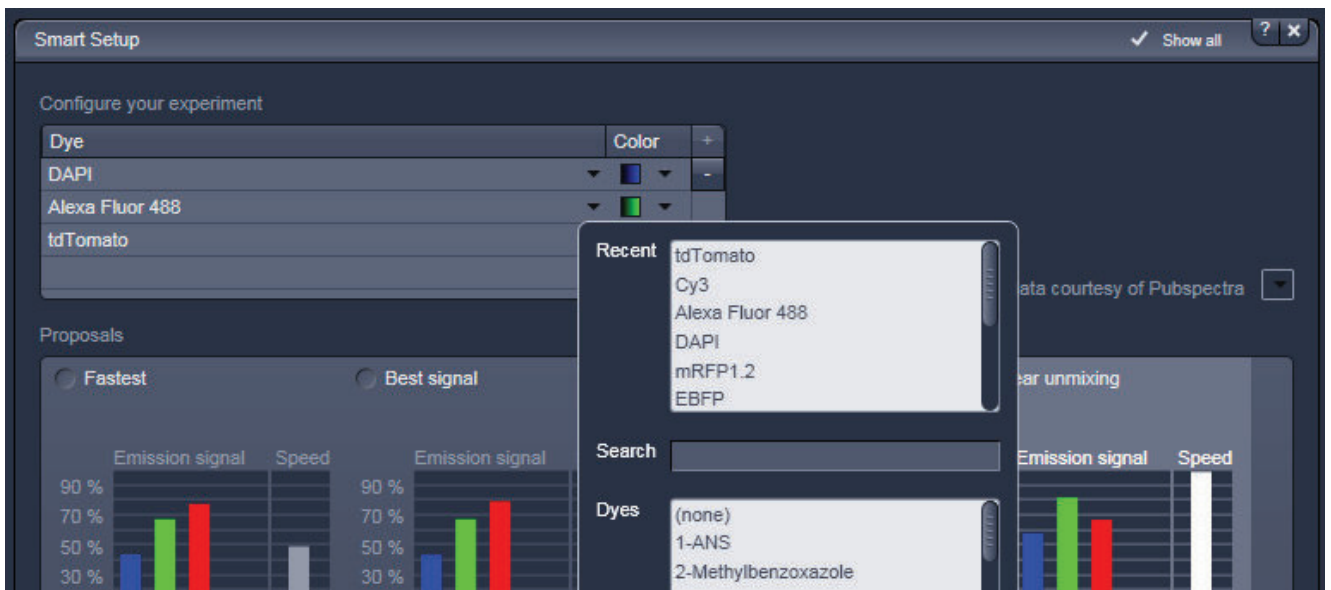 Smart Setup
Show all
? x
Configure your experiment
Dye Color +
DAPI -
Alexa Fluor 488
tdTomato
ata courtesy of Pubspectra
Recent
tdTomato
Cy3
Alexa Fluor 488
DAPI
mRFP1.2
EBFP
Search
Dyes
(none)
1-ANS
2-Methylbenzoxazole
Proposals
Fastest
Emission signal Speed
90 %
70 %
50 %
30 %
Best signal
Emission signal
90 %
70 %
50 %
30 %
ear unmixing
Emission signal Speed